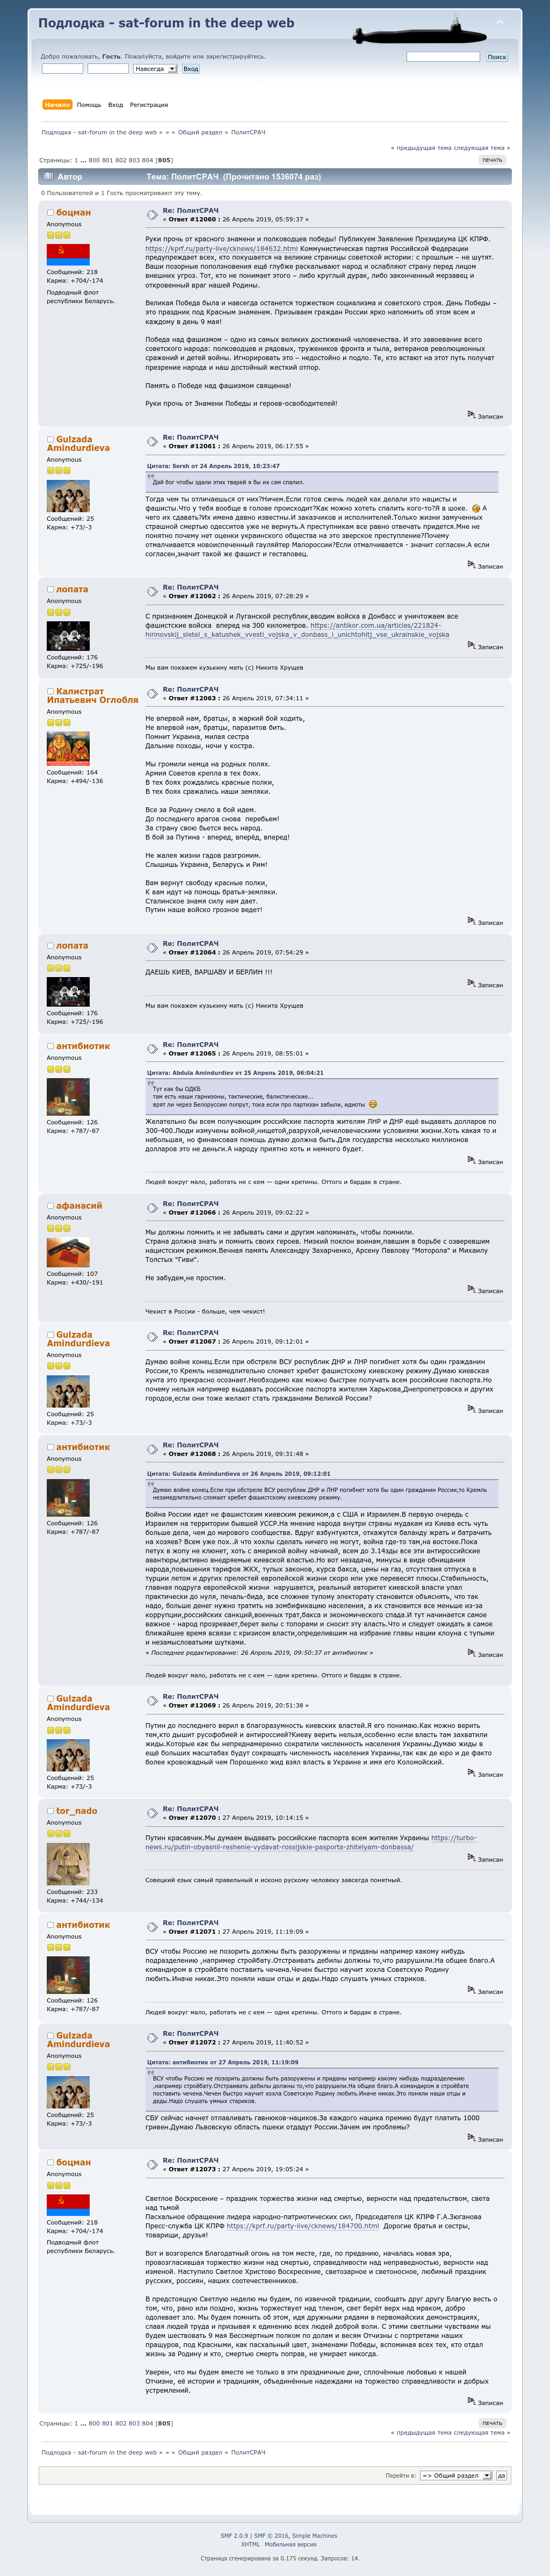 Подлодка - sat-forum in the deep web
Добро пожаловать, Гость. Пожалуйста, войдите или зарегистрируйтесь.
Поиск
Навсегда Вход
Начало Помощь Вход Регистрация
Подлодка - sat-forum in the deep web » » » Общий раздел » ПолитСРАЧ
« предыдущая тема следующая тема »
Страницы: 1 ... 800 801 802 803 804 [805]
ПЕЧАТЬ
Автор Тема: ПолитСРАЧ (Прочитано 1536074 раз)
0 Пользователей и 1 Гость просматривают эту тему.
боцман
Anonymous
Сообщений: 218
Карма: +704/-174
Подводный флот
республики Беларусь.
Re: ПолитСРАЧ
« Ответ #12060 : 26 Апрель 2019, 05:59:37 »
Руки прочь от красного знамени и полководцев победы! Публикуем Заявление Президиума ЦК КПРФ.
https://kprf.ru/party-live/cknews/184632.html Коммунистическая партия Российской Федерации
предупреждает всех, кто покушается на великие страницы советской истории: с прошлым – не шутят.
Ваши позорные поползновения ещё глубже раскалывают народ и ослабляют страну перед лицом
внешних угроз. Тот, кто не понимает этого – либо круглый дурак, либо законченный мерзавец и
откровенный враг нашей Родины.
Великая Победа была и навсегда останется торжеством социализма и советского строя. День Победы –
это праздник под Красным знаменем. Призываем граждан России ярко напомнить об этом всем и
каждому в день 9 мая!
Победа над фашизмом – одно из самых великих достижений человечества. И это завоевание всего
советского народа: полководцев и рядовых, тружеников фронта и тыла, ветеранов революционных
сражений и детей войны. Игнорировать это – недостойно и подло. Те, кто встают на этот путь получат
от нашего народа и наш достойный жесткий отпор.
Память о Победе над фашизмом священна!
Руки прочь от Знамени Победы и героев-освободителей!
Записан
Gulzada
Amindurdieva
Anonymous
Сообщений: 25
Карма: +73/-3
Re: ПолитСРАЧ
« Ответ #12061 : 26 Апрель 2019, 06:17:55 »
Цитата: Sersh от 24 Апрель 2019, 10:23:47
Дай бог чтобы здали этих тварей я бы их сам спалил.
Тогда чем ты отличаешься от них?Ничем.Если готов сжечь людей как делали это нацисты и
фашисты.Что у тебя вообще в голове происходит?Как можно хотеть спалить кого-то?Я в шоке. А
чего их сдавать?Их имена давно известны.И заказчиков и исполнителей.Только жизни замученных
страшной смертью одесситов уже не вернуть.А преступников все равно отвечать придется.Мне не
понятно почему нет оценки украинского общества на это зверское преступление?Почему
отмалчивается новоиспеченный гауляйтер Малороссии?Если отмалчивается - значит согласен.А если
согласен,значит такой же фашист и гестаповец.
Записан
лопата
Anonymous
Сообщений: 176
Карма: +725/-196
Re: ПолитСРАЧ
« Ответ #12062 : 26 Апрель 2019, 07:28:29 »
С признанием Донецкой и Луганской республик,вводим войска в Донбасс и уничтожаем все
фашистские войска вперед на 300 километров. https://antikor.com.ua/articles/221824-
hirinovskij_sletel_s_katushek_vvesti_vojska_v_donbass_i_unichtohitj_vse_ukrainskie_vojska
Записан
Мы вам покажем кузькину мать (с) Никита Хрущев
Калистрат
Ипатьевич Оглобля
Anonymous
Сообщений: 164
Карма: +494/-136
Re: ПолитСРАЧ
« Ответ #12063 : 26 Апрель 2019, 07:34:11 »
Не впервой нам, братцы, в жаркий бой ходить,
Не впервой нам, братцы, паразитов бить.
Помнит Украина, милая сестра
Дальние походы, ночи у костра.
Мы громили немца на родных полях.
Армия Советов крепла в тех боях.
В тех боях рождались красные полки,
В тех боях сражались наши земляки.
Все за Родину смело в бой идем.
До последнего врагов снова перебьем!
За страну свою бьется весь народ.
В бой за Путина - вперед, вперёд, вперед!
Не жалея жизни гадов разгромим.
Слышишь Украина, Беларусь и Рим!
Вам вернут свободу красные полки,
К вам идут на помощь братья-земляки.
Сталинское знамя силу нам дает.
Путин наше войско грозное ведет!
Записан
лопата
Anonymous
Сообщений: 176
Карма: +725/-196
Re: ПолитСРАЧ
« Ответ #12064 : 26 Апрель 2019, 07:54:29 »
ДАЕШЬ КИЕВ, ВАРШАВУ И БЕРЛИН !!!
Записан
Мы вам покажем кузькину мать (с) Никита Хрущев
антибиотик
Anonymous
Сообщений: 126
Карма: +787/-87
Re: ПолитСРАЧ
« Ответ #12065 : 26 Апрель 2019, 08:55:01 »
Цитата: Abdula Amindurdiev от 25 Апрель 2019, 06:04:21
Тут как бы ОДКБ
там есть наши гарнизоны, тактические, балистические...
врят ли через Белоруссию попрут, тока если про партизан забыли, идиоты
Желательно бы всем получающим российские паспорта жителям ЛНР и ДНР ещё выдавать долларов по
300-400.Люди измучены войной,нищетой,разрухой,нечеловеческими условиями жизни.Хоть какая то и
небольшая, но финансовая помощь думаю должна быть.Для государства несколько миллионов
долларов это не деньги.А народу приятно хоть и немного будет.
Записан
Людей вокруг мало, работать не с кем — одни кретины. Оттого и бардак в стране.
афанасий
Anonymous
Сообщений: 107
Карма: +430/-191
Re: ПолитСРАЧ
« Ответ #12066 : 26 Апрель 2019, 09:02:22 »
Мы должны помнить и не забывать сами и другим напоминать, чтобы помнили.
Страна должна знать и помнить своих героев. Низкий поклон воинам,павшим в борьбе с озверевшим
нацистским режимом.Вечная память Александру Захарченко, Арсену Павлову "Моторола" и Михаилу
Толстых "Гиви".
Не забудем,не простим.
Записан
Чекист в России - больше, чем чекист!
Gulzada
Amindurdieva
Anonymous
Сообщений: 25
Карма: +73/-3
Re: ПолитСРАЧ
« Ответ #12067 : 26 Апрель 2019, 09:12:01 »
Думаю войне конец.Если при обстреле ВСУ республик ДНР и ЛНР погибнет хотя бы один гражданин
России,то Кремль незамедлительно сломает хребет фашистскому киевскому режиму.Думаю киевская
хунта это прекрасно осознает.Необходимо как можно быстрее получать всем российские паспорта.Но
почему нельзя например выдавать российские паспорта жителям Харькова,Днепропетровска и других
городов,если они тоже желают стать гражданами Великой России?
Записан
антибиотик
Anonymous
Сообщений: 126
Карма: +787/-87
Re: ПолитСРАЧ
« Ответ #12068 : 26 Апрель 2019, 09:31:48 »
Цитата: Gulzada Amindurdieva от 26 Апрель 2019, 09:12:01
Думаю войне конец.Если при обстреле ВСУ республик ДНР и ЛНР погибнет хотя бы один гражданин России,то Кремль
незамедлительно сломает хребет фашистскому киевскому режиму.
Война России идет не фашистским киевским режимом,а с США и Израилем.В первую очередь с
Израилем на территории бывшей УССР.На мнение народа внутри страны мудакам из Киева есть чуть
больше дела, чем до мирового сообщества. Вдруг взбунтуются, откажутся баранку жрать и батрачить
на хозяев? Всем уже пох..й что хохлы сделать ничего не могут, война где-то там,на востоке. Тот, кто
еще по жопе ногу не клюнет, хоть с америкой войну начинай, всем до 3.14зды все эти антироссийские
авантюры,активно внедряемые киевской властью.Но вот незадача, минусы в виде обнищания
народа,повышения тарифов ЖКХ, тупых законов, курса бакса, цены на газ, отсутствия отпуска в
турции летом и других прелестей европейской жизни скоро или уже перевесят плюсы.Стабильность,
главная подруга европейской жизни нарушается, реальный авторитет киевской власти упал
практически до нуля, печаль-беда, все сложнее тупому электорату становится объяснять, почему так
надо, больше денег нужно тратить на зомбификацию населения, а их становится все меньше из-за
коррупции,российских санкций,военных трат,бакса и экономического спада.И тут начинается самое
интересное. Становится видно, насколько слаба и ничтожна власть.Что и следует ожидать в самое
ближайшее время всвязи с кризисом власти,определившимся на избрание главы нации клоуна с тупым
и незамысловатыми шутками.
« Последнее редактирование: 26 Апрель 2019, 09:50:37 от антибиотик »
Записан
Людей вокруг мало, работать не с кем — одни кретины. Оттого и бардак в стране.
Gulzada
Amindurdieva
Anonymous
Сообщений: 25
Карма: +73/-3
Re: ПолитСРАЧ
« Ответ #12069 : 26 Апрель 2019, 20:51:38 »
Путин до последнего верил в благоразумность киевских властей.Я его понимаю.Как можно верить
тем,кто дышит русофобией и антироссией?Никому верить нельзя,особенно если вам там заместо власти
жиды.Которые как бы непреднамеренно сократили численность населения Украины.Думаю жиды в
ещё больших масштабах будут сокращать численность населения Украины,так как де юро и де факто
более кровожадный чем Порошенко жид взял власть в Украине и имя его Коломойский.
Записан
tor_nado
Anonymous
Сообщений: 233
Карма: +744/-134
Re: ПолитСРАЧ
« Ответ #12070 : 27 Апрель 2019, 10:14:15 »
Путин красавчик.Мы думаем выдавать российские паспорта всем жителям Украины https://turbo-
news.ru/putin-obyasnil-reshenie-vydavat-rossijskie-pasporta-zhitelyam-donbassa/
Записан
Совецкий езык самый правельный и исконо рускому человеку завсегда понятный.
антибиотик
Anonymous
Сообщений: 126
Карма: +787/-87
Re: ПолитСРАЧ
« Ответ #12071 : 27 Апрель 2019, 11:19:09 »
ВСУ чтобы Россию не позорить должны быть разоружены и приданы например какому нибудь
подразделению ,например стройбату.Отстраивать дебилы должны то,что разрушили.На общее благо.А
командиром в стройбате поставить чечена.Чечен быстро научит хохла Советскую Родину
любить.Иначе никак.Это поняли наши отцы и деды.Надо слушать умных стариков.
Записан
Людей вокруг мало, работать не с кем — одни кретины. Оттого и бардак в стране.
Gulzada
Amindurdieva
Anonymous
Сообщений: 25
Карма: +73/-3
Re: ПолитСРАЧ
« Ответ #12072 : 27 Апрель 2019, 11:40:52 »
Цитата: антибиотик от 27 Апрель 2019, 11:19:09
ВСУ чтобы Россию не позорить должны быть разоружены и приданы например какому нибудь подразделению
,например стройбату.Отстраивать дебилы должны то,что разрушили.На общее благо.А командиром в стройбате
поставить чечена.Чечен быстро научит хохла Советскую Родину любить.Иначе никак.Это поняли наши отцы и
деды.Надо слушать умных стариков.
СБУ сейчас начнет отлавливать гавнюков-нациков.За каждого нацика премию будут платить 1000
гривен.Думаю Львовскую область пшеки отдадут России.Зачем им проблемы?
Записан
боцман
Anonymous
Сообщений: 218
Карма: +704/-174
Подводный флот
республики Беларусь.
Re: ПолитСРАЧ
« Ответ #12073 : 27 Апрель 2019, 19:05:24 »
Светлое Воскресение – праздник торжества жизни над смертью, верности над предательством, света
над тьмой
Пасхальное обращение лидера народно-патриотических сил, Председателя ЦК КПРФ Г.А.Зюганова
Пресс-служба ЦК КПРФ https://kprf.ru/party-live/cknews/184700.html Дорогие братья и сестры,
товарищи, друзья!
Вот и возгорелся Благодатный огонь на том месте, где, по преданию, началась новая эра,
провозгласившая торжество жизни над смертью, справедливости над неправедностью, верности над
изменой. Наступило Светлое Христово Воскресение, светозарное и светоносное, любимый праздник
русских, россиян, наших соотечественников.
В предстоящую Светлую неделю мы будем, по извечной традиции, сообщать друг другу Благую весть о
том, что, рано или поздно, жизнь торжествует над тленом, свет берёт верх над мраком, добро
одолевает зло. Мы будем помнить об этом, идя дружными рядами в первомайских демонстрациях,
славя людей труда и призывая к единению всех людей доброй воли. С этими светлыми чувствами мы
будем шествовать 9 мая Бессмертным полком по долам и весям Отчизны с портретами наших
пращуров, под Красными, как пасхальный цвет, знаменами Победы, вспоминая всех тех, кто отдал
жизнь за Родину и кто, смертью смерть поправ, не умирает никогда.
Уверен, что мы будем вместе не только в эти праздничные дни, сплочённые любовью к нашей
Отчизне, её истории и традициям, объединённые надеждами на торжество справедливости и добрых
устремлений.
Записан
Страницы: 1 ... 800 801 802 803 804 [805]
ПЕЧАТЬ
« предыдущая тема следующая тема »
Подлодка - sat-forum in the deep web » » » Общий раздел » ПолитСРАЧ
Перейти в: => Общий раздел да
SMF 2.0.9 | SMF © 2016, Simple Machines
XHTML Мобильная версия
Страница сгенерирована за 0.175 секунд. Запросов: 14.